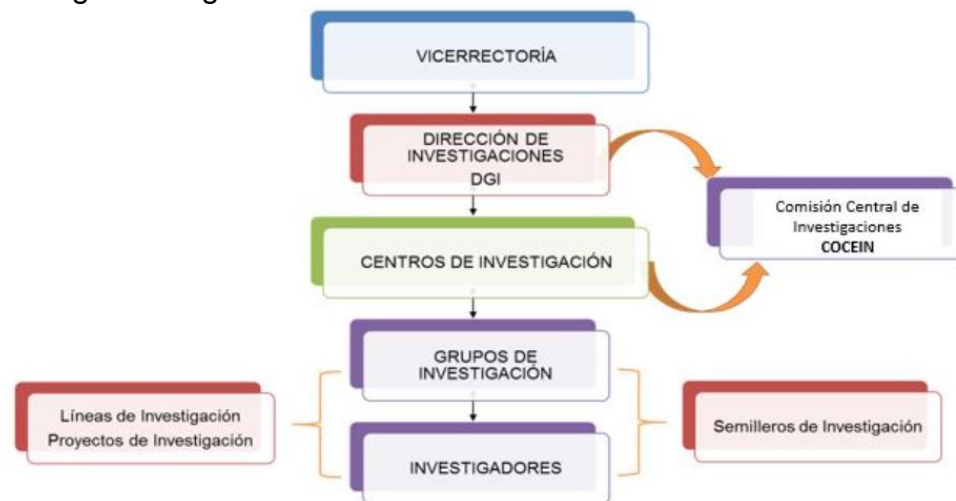 VICERRECTORÍA
DIRECCIÓN DE
INVESTIGACIONES
DGI
Comisión Central de
Investigaciones
COCEIN
CENTROS DE INVESTIGACIÓN
GRUPOS DE
INVESTIGACIÓN
Líneas de Investigación
Proyectos de Investigación
Semilleros de Investigación
INVESTIGADORES